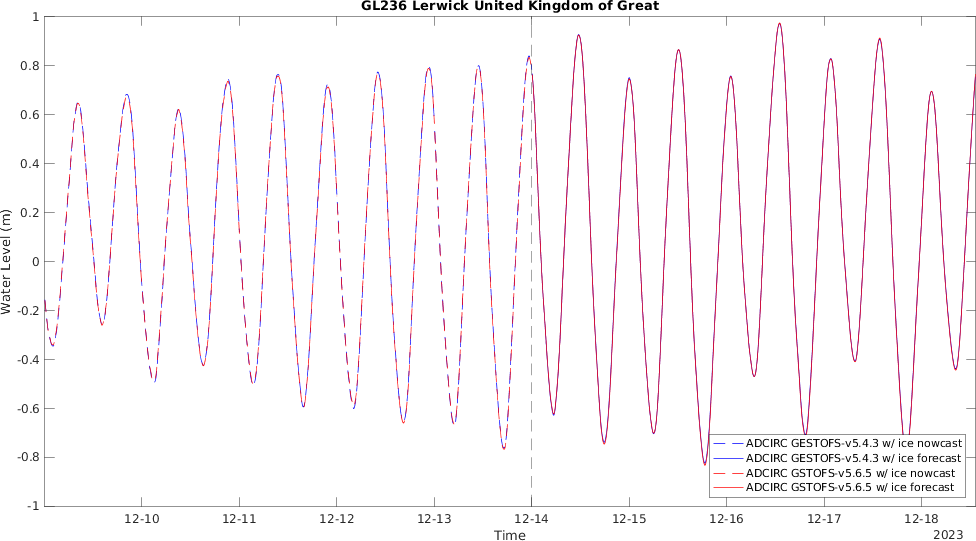 GL236 Lerwick United Kingdom of Great
1
0.8
0.6
0.4
0.2
0
-0.2
-0.4
-0.6
-0.8
-1
Water Level (m)
ADCIRC GESTOFS-v5.4.3 w/ ice nowcast
ADCIRC GESTOFS-v5.4.3 w/ ice forecast
ADCIRC GSTOFS-v5.6.5 w/ ice nowcast
ADCIRC GSTOFS-v5.6.5 w/ ice forecast
12-10 12-11 12-12 12-13 12-14 12-15 12-16 12-17 12-18
Time
2023